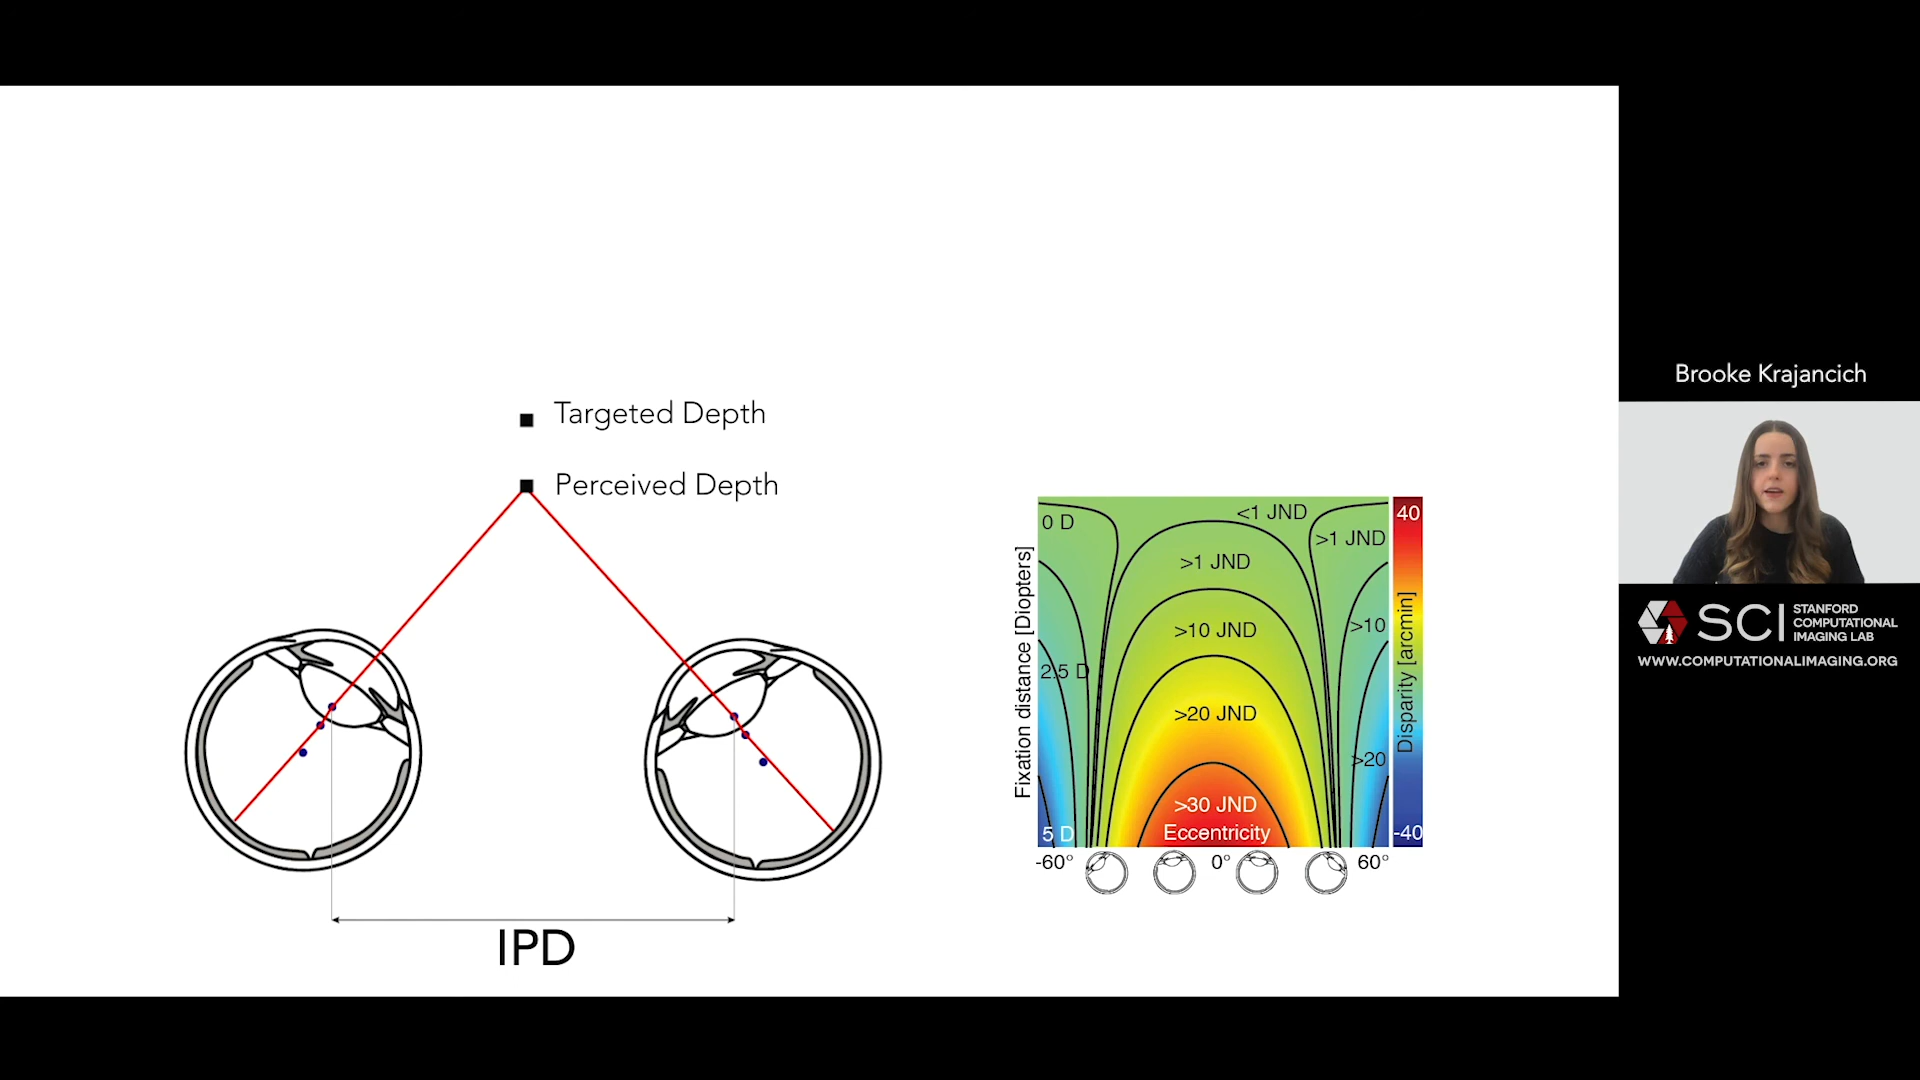 Targeted Depth
Perceived Depth
IPD
Fixation distance [Diopters]
0 D
2.5 D
5 D
<1 JND
>1 JND
>1 JND
>10 JND
>10
>20 JND
>20
>30 JND
Eccentricity
-60°
0°
60°
40
Disparity [arcmin]
-40
Brooke Krajancich
SCI
STANFORD
COMPUTATIONAL
IMAGING LAB
WWW.COMPUTATIONALIMAGING.ORG